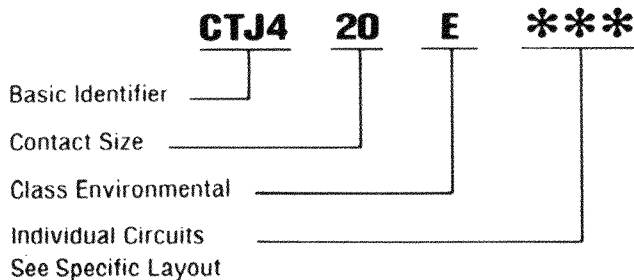 CTJ4 20 E ***
Basic Identifier
Contact Size
Class Environmental
Individual Circuits
See Specific Layout